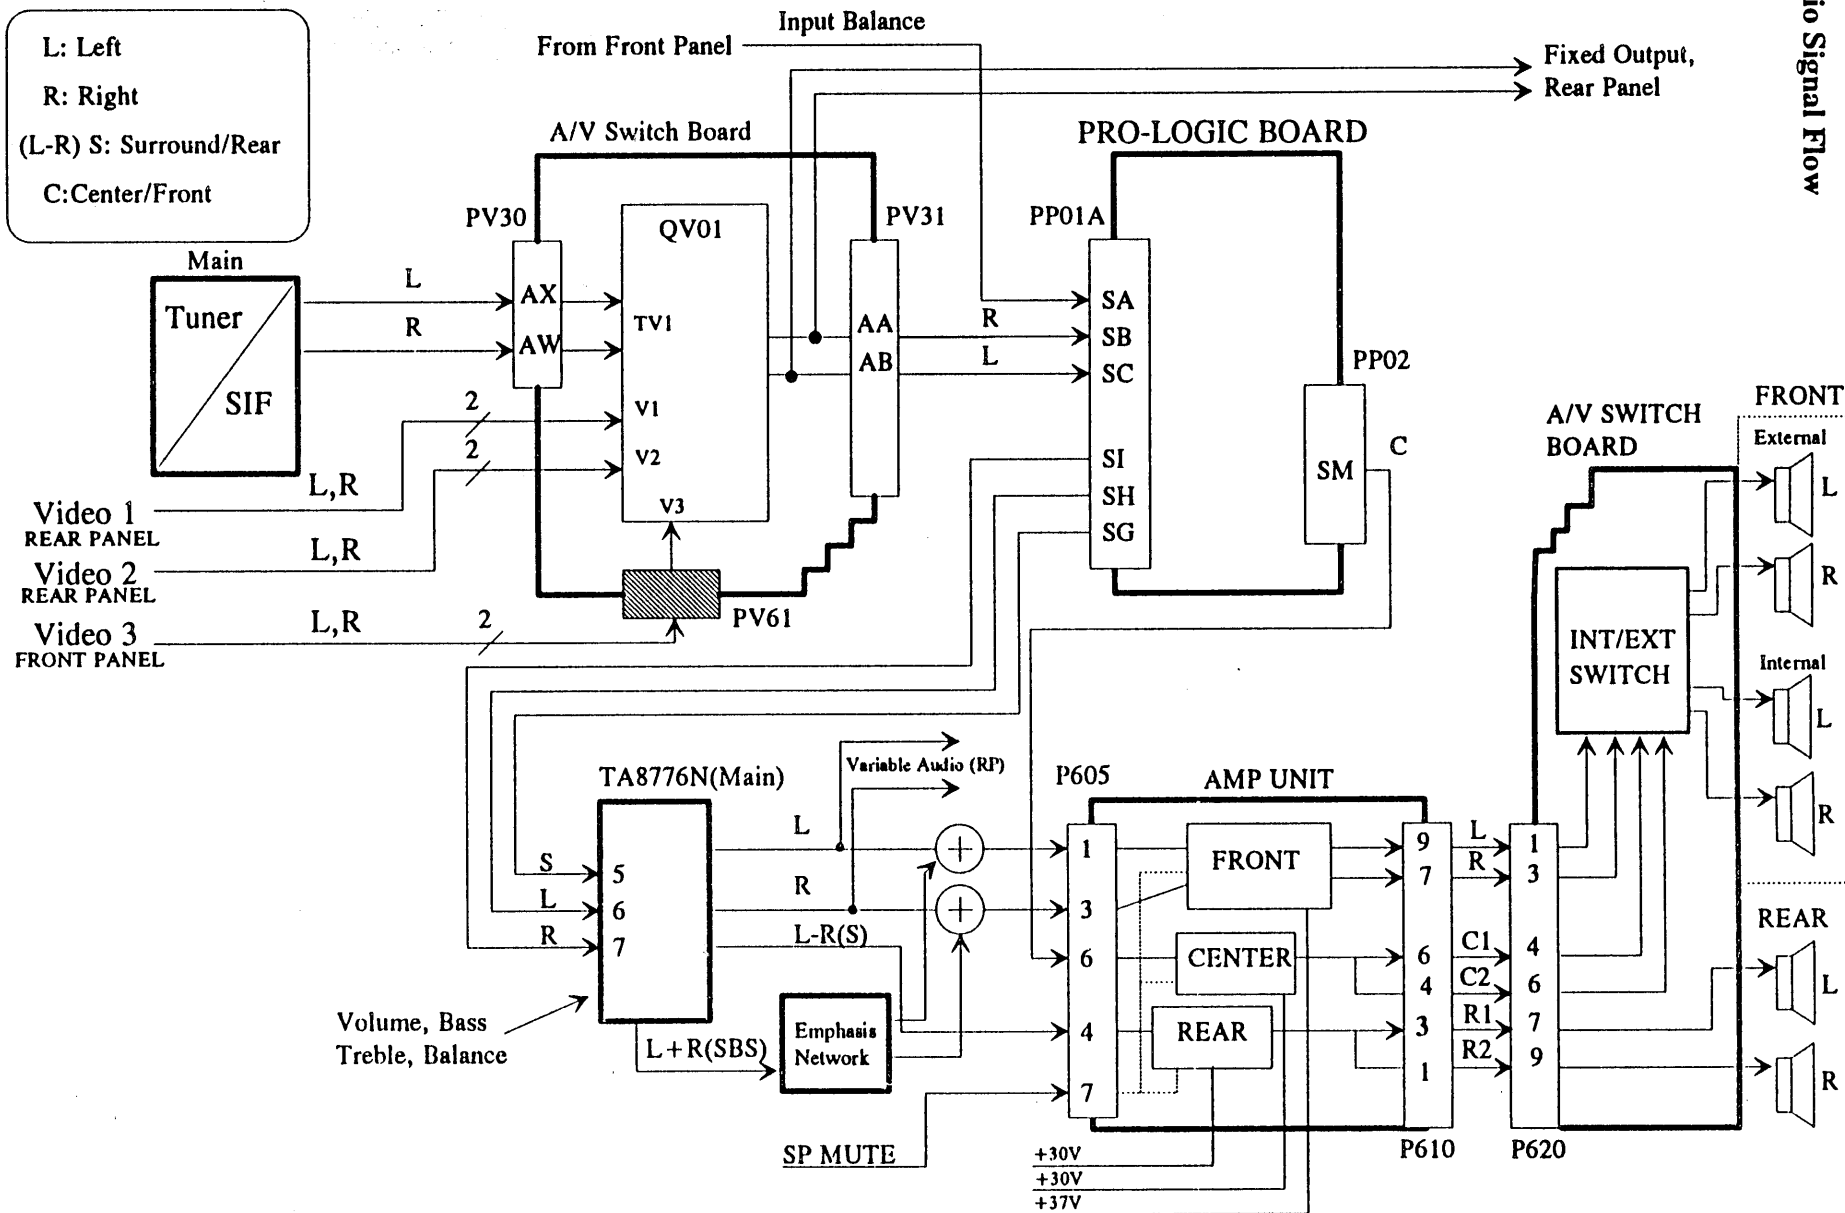 L: Left
R: Right
(L-R) S: Surround/Rear
C:Center/Front
Input Balance
From Front Panel
Fixed Output,
Rear Panel
io Signal Flow
A/V Switch Board
PRO-LOGIC BOARD
PV30
QV01
PV31
PP01A
Main
Tuner
SIF
L
R
AX
AW
TV1
AA
AB
R
L
SA
SB
SC
PP02
2
V1
2
V2
V3
L,R
Video 1
REAR PANEL
L,R
Video 2
REAR PANEL
L,R
2
Video 3
FRONT PANEL
PV61
SI
SH
SG
SM
C
A/V SWITCH
BOARD
FRONT
External
L
R
INT/EXT
SWITCH
Internal
L
R
TA8776N(Main)
Variable Audio (RP)
P605
AMP UNIT
S
5
L
6
R
7
L
+
R
+
L-R(S)
1
3
6
4
7
FRONT
CENTER
REAR
9
7
6
4
3
1
L
R
C1
C2
R1
R2
1
3
4
6
7
9
REAR
L
R
Volume, Bass
Treble, Balance
L+R(SBS)
Emphasis
Network
SP MUTE
+30V
+30V
+37V
P610
P620